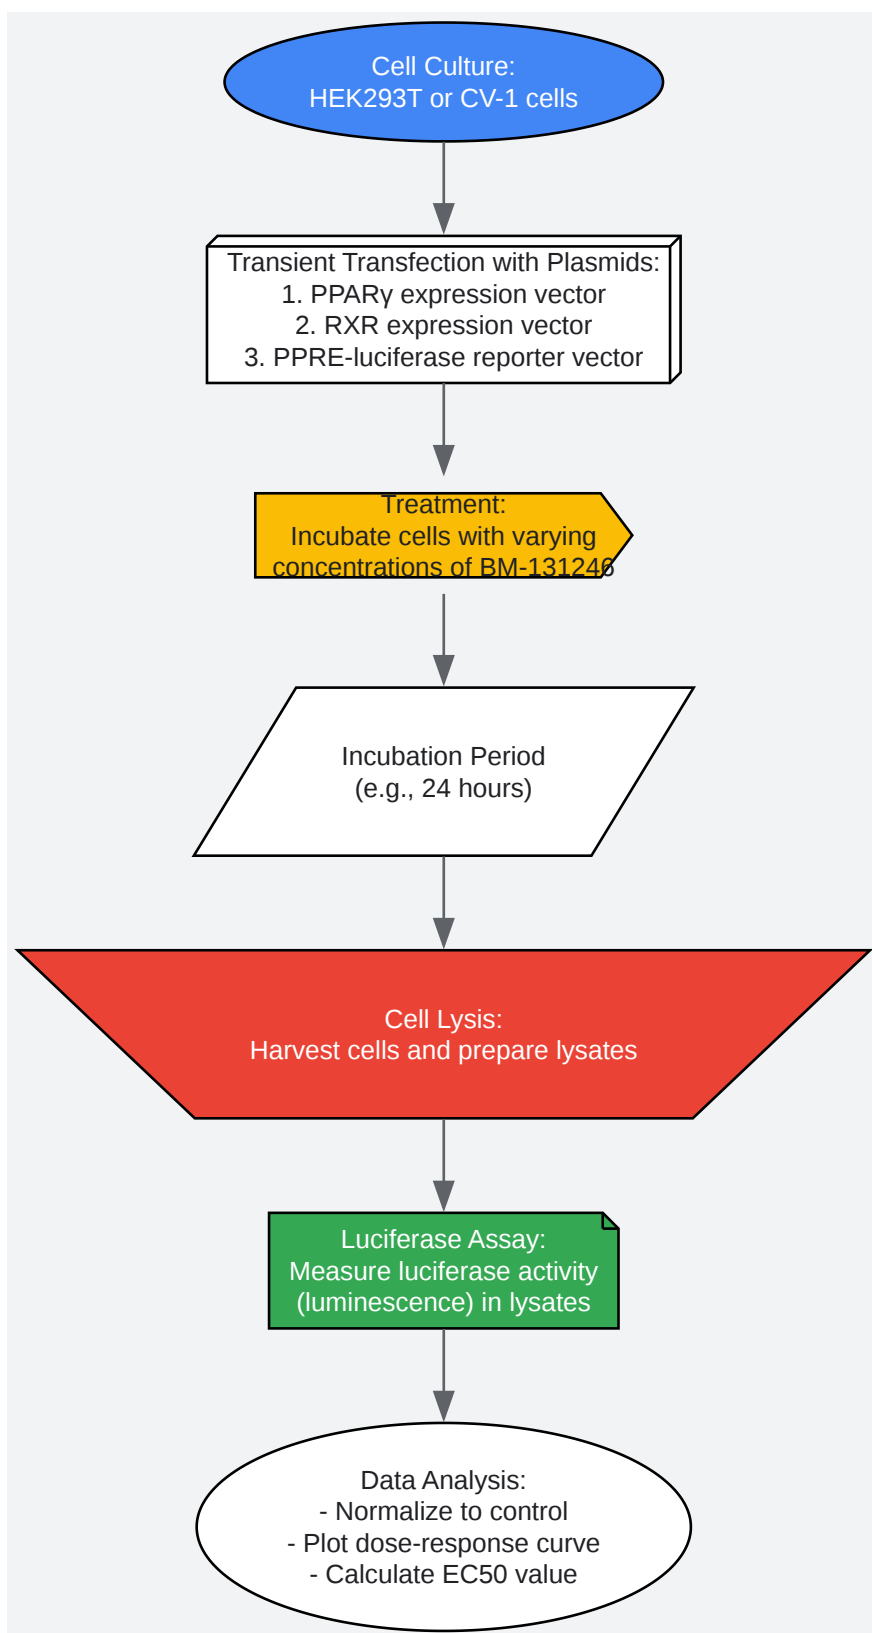 Cell Culture:
HEK293T or CV-1 cells
Transient Transfection with Plasmids:
1. PPARγ expression vector
2. RXR expression vector
3. PPRE-luciferase reporter vector
Treatment:
Incubate cells with varying
concentrations of BM-131246
Incubation Period
(e.g., 24 hours)
Cell Lysis:
Harvest cells and prepare lysates
Luciferase Assay:
Measure luciferase activity
(luminescence) in lysates
Data Analysis:
- Normalize to control
- Plot dose-response curve
- Calculate EC50 value